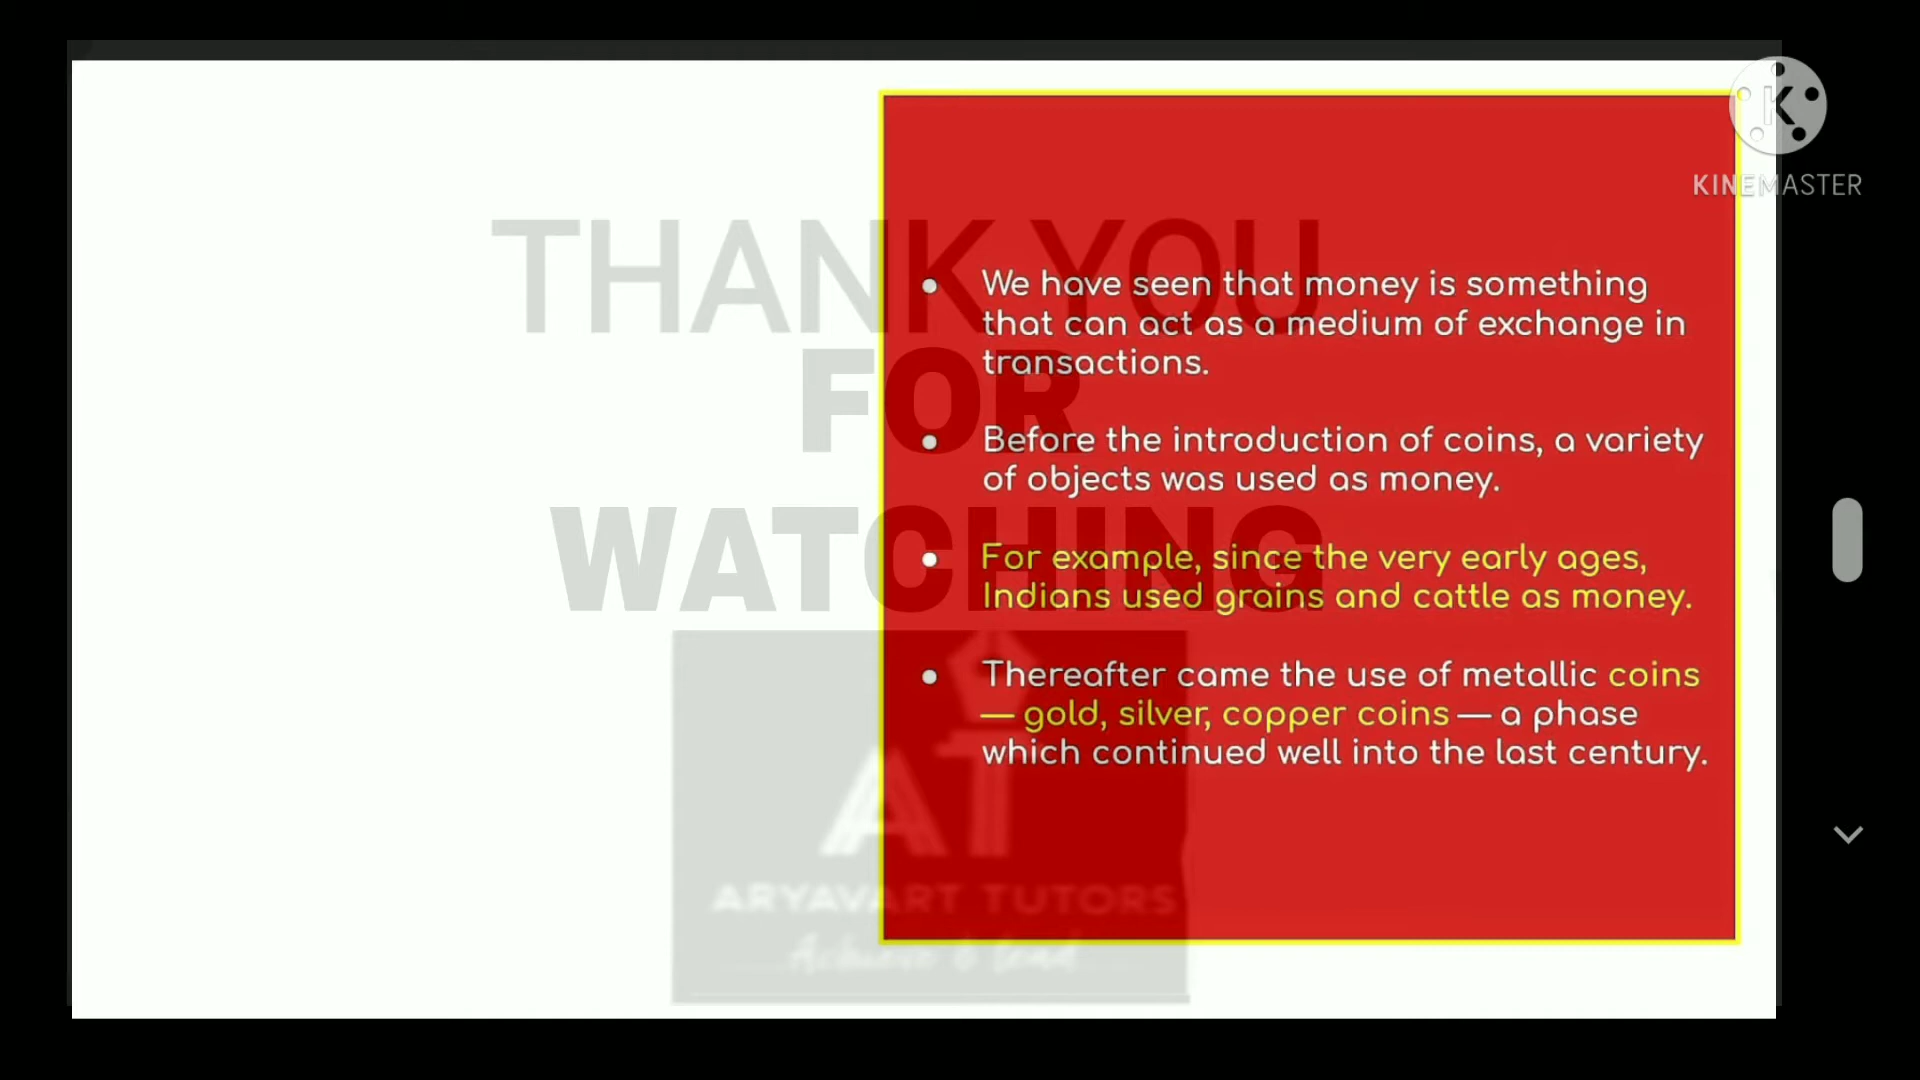 K
KINEMASTER
THANK YOU
FOR
WATCHING
We have seen that money is something
that can act as a medium of exchange in
transactions.
Before the introduction of coins, a variety
of objects was used as money.
For example, since the very early ages,
Indians used grains and cattle as money.
Thereafter came the use of metallic coins
— gold, silver, copper coins — a phase
which continued well into the last century.
AT
ARYAVART TUTORS
Achieve & lead